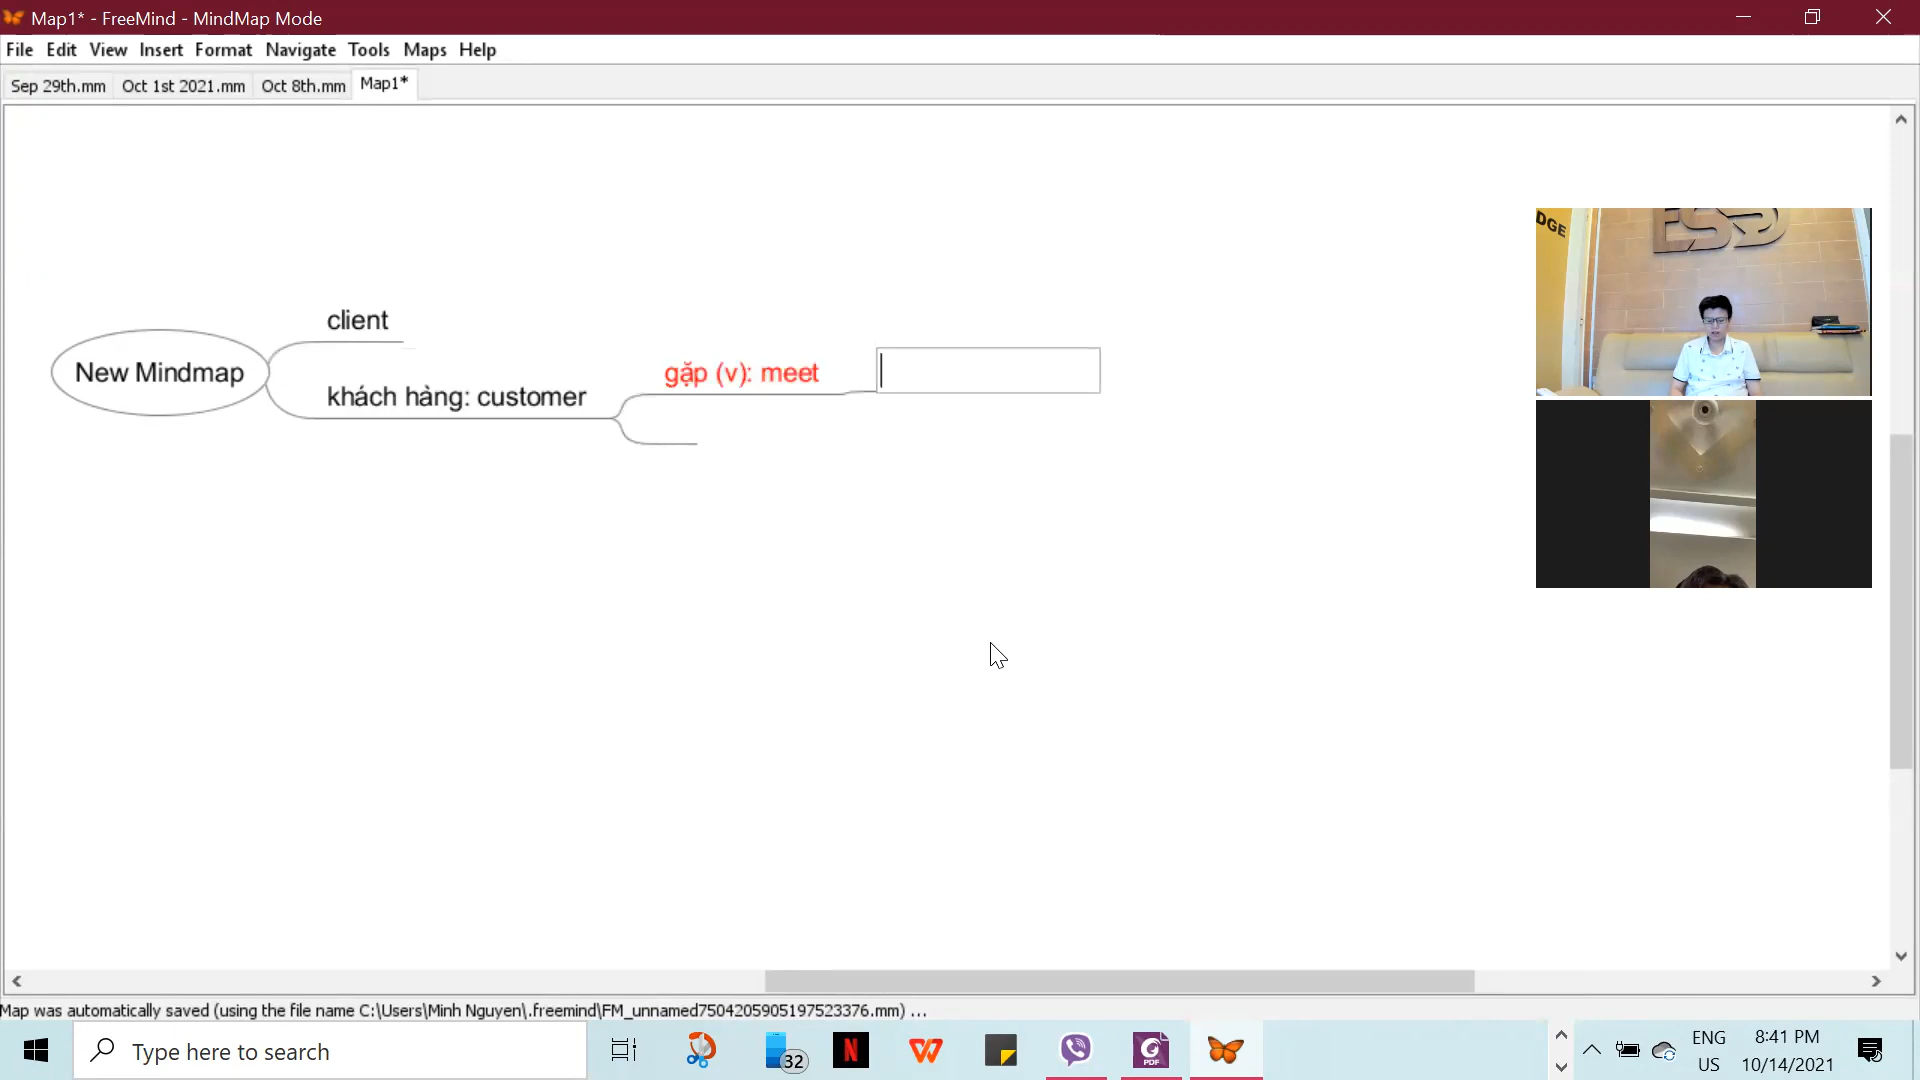 Map1* - FreeMind - MindMap Mode
File Edit View Insert Format Navigate Tools Maps Help
Sep 29th.mm Oct 1st 2021.mm Oct 8th.mm Map1*
DGE
ESD
client
New Mindmap
gặp (v): meet
khách hàng: customer
Map was automatically saved (using the file name C:\Users\Minh Nguyen\.freemind\FM_unnamed7504205905197523376.mm) ...
Type here to search
32
N
W
PDF
ENG
US
8:41 PM
10/14/2021